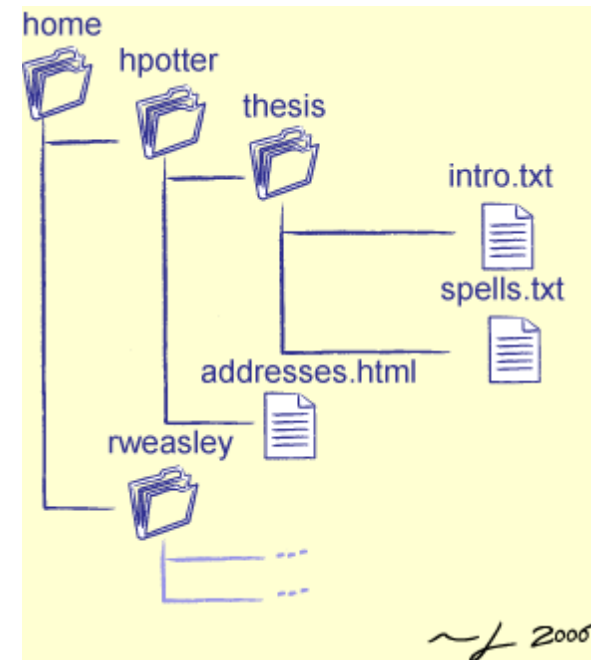 home
hpotter
thesis
intro.txt
spells.txt
addresses.html
rweasley
2006